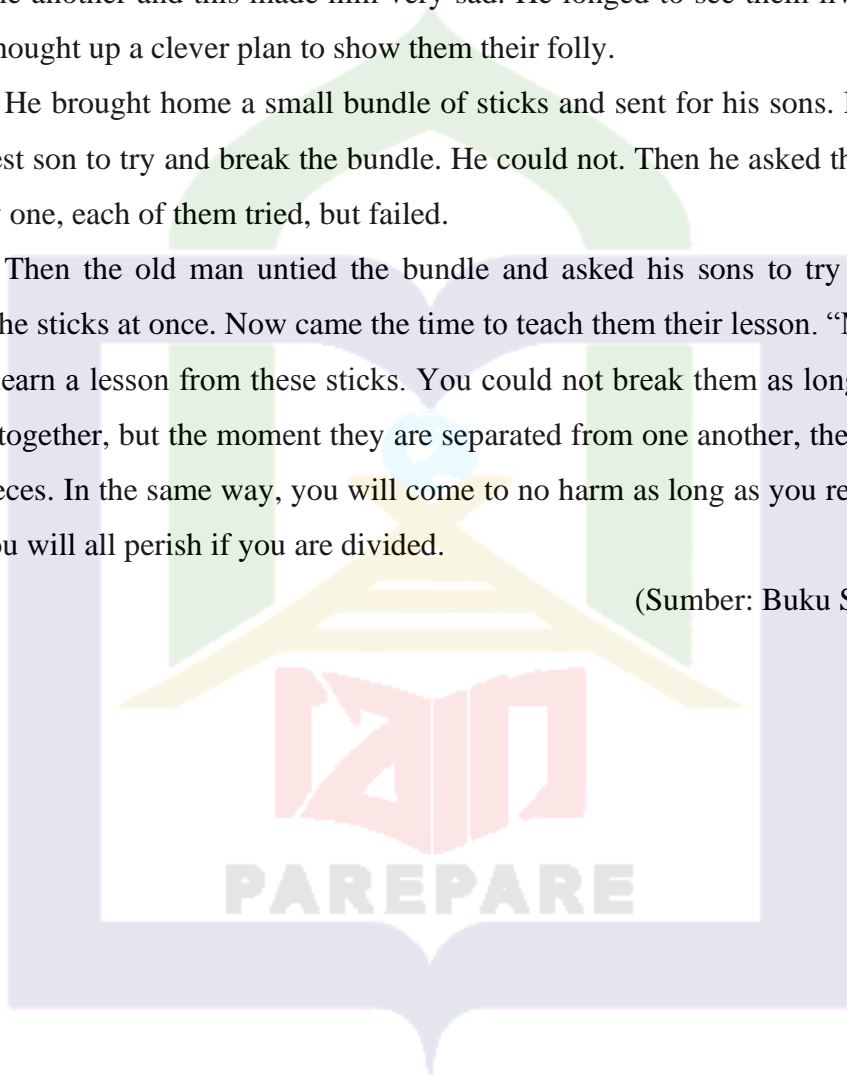 ne another and this made him very sad. He longed to see them liv
hought up a clever plan to show them their folly.
He brought home a small bundle of sticks and sent for his sons.
est son to try and break the bundle. He could not. Then he asked th
y one, each of them tried, but failed.
Then the old man untied the bundle and asked his sons to try
he sticks at once. Now came the time to teach them their lesson. “M
earn a lesson from these sticks. You could not break them as long
together, but the moment they are separated from one another, the
eces. In the same way, you will come to no harm as long as you re
ou will all perish if you are divided.
(Sumber: Buku S
PAREPARE